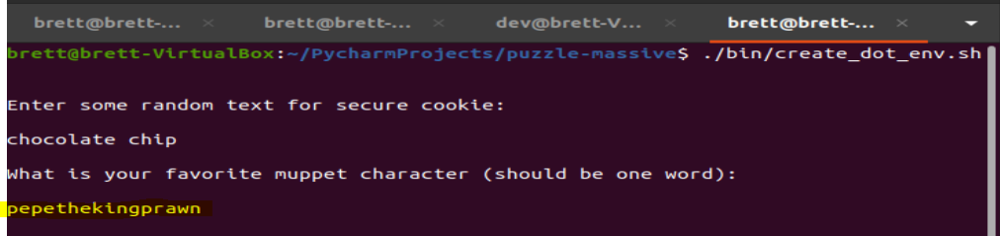 brett@brett-... × brett@brett-... × dev@brett-V... × brett@brett-... ×
brett@brett-VirtualBox:~/PycharmProjects/puzzle-massive$ ./bin/create_dot_env.sh
Enter some random text for secure cookie:
chocolate chip
What is your favorite muppet character (should be one word):
pepethekingprawn